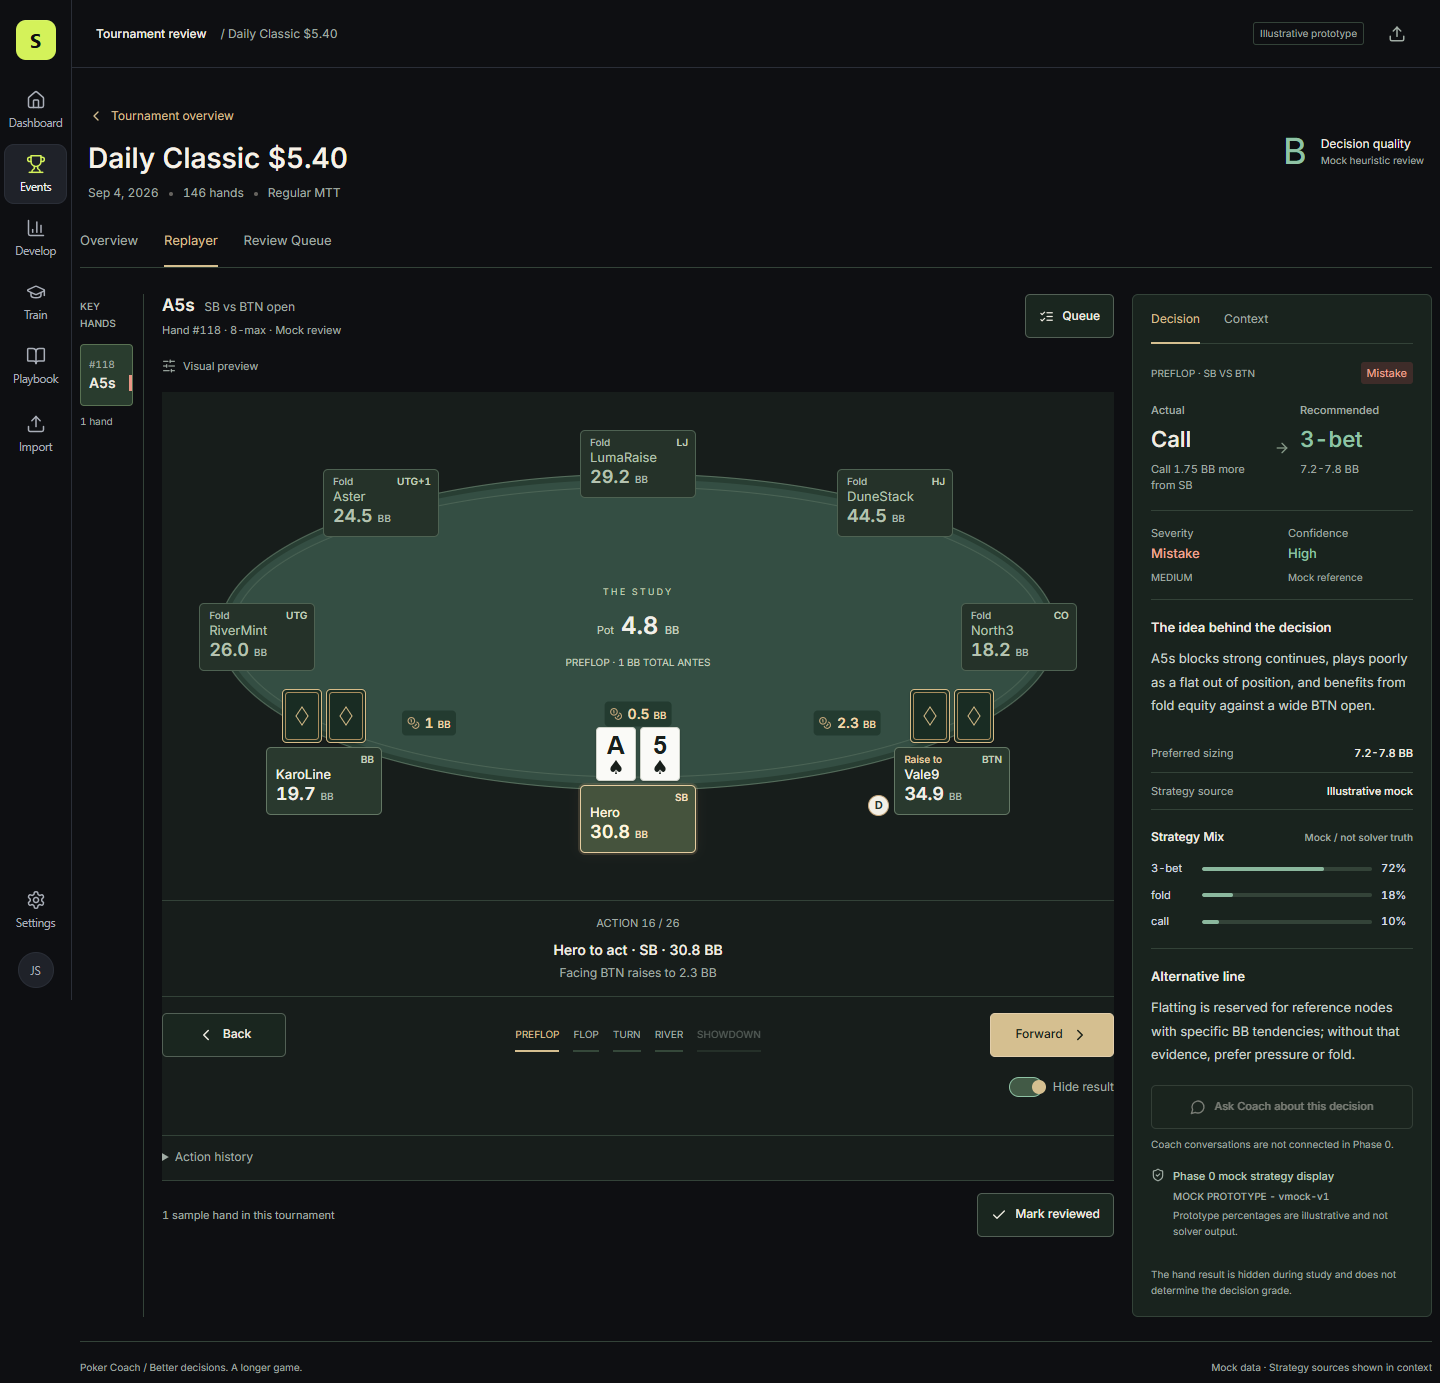 S
Dashboard
Events
Develop
Train
Playbook
Import
Settings
JS
Tournament review / Daily Classic $5.40
Illustrative prototype
Tournament overview
Daily Classic $5.40
Sep 4, 2026 • 146 hands • Regular MTT
B
Decision quality
Mock heuristic review
Overview
Replayer
Review Queue
KEY
HANDS
#118
A5s
1 hand
A5s SB vs BTN open
Hand #118 · 8-max · Mock review
Queue
Visual preview
Fold LJ
LumaRaise
29.2 BB
Fold UTG+1
Aster
24.5 BB
Fold HJ
DuneStack
44.5 BB
Fold UTG
RiverMint
26.0 BB
THE STUDY
Pot 4.8 BB
PREFLOP · 1 BB TOTAL ANTES
Fold CO
North3
18.2 BB
1 BB
0.5 BB
2.3 BB
A 5
BB
KaroLine
19.7 BB
SB
Hero
30.8 BB
D
Raise to BTN
Vale9
34.9 BB
ACTION 16 / 26
Hero to act · SB · 30.8 BB
Facing BTN raises to 2.3 BB
Back
PREFLOP FLOP TURN RIVER SHOWDOWN
Forward
Hide result
Action history
1 sample hand in this tournament
Mark reviewed
Decision Context
PREFLOP · SB VS BTN Mistake
Actual
Call
Call 1.75 BB more
from SB
Recommended
3-bet
7.2-7.8 BB
Severity
Mistake
MEDIUM
Confidence
High
Mock reference
The idea behind the decision
A5s blocks strong continues, plays poorly
as a flat out of position, and benefits from
fold equity against a wide BTN open.
Preferred sizing 7.2-7.8 BB
Strategy source Illustrative mock
Strategy Mix Mock / not solver truth
3-bet 72%
fold 18%
call 10%
Alternative line
Flatting is reserved for reference nodes
with specific BB tendencies; without that
evidence, prefer pressure or fold.
Ask Coach about this decision
Coach conversations are not connected in Phase 0.
Phase 0 mock strategy display
MOCK PROTOTYPE - vmock-v1
Prototype percentages are illustrative and not
solver output.
The hand result is hidden during study and does not
determine the decision grade.
Poker Coach / Better decisions. A longer game.
Mock data · Strategy sources shown in context